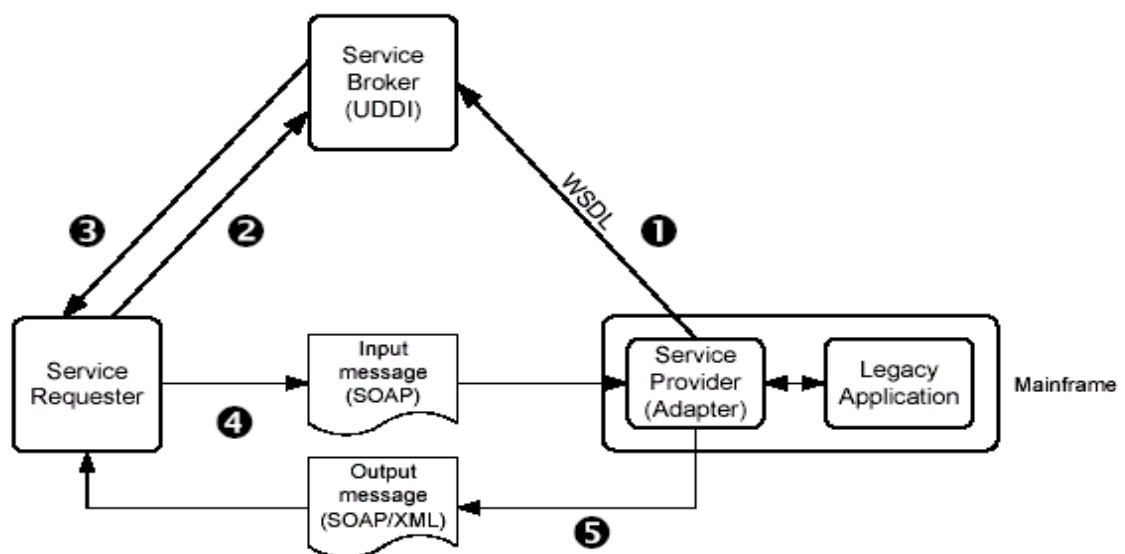 Service
Broker
(UDDI)
WSDL
❸
❷
❶
Service
Requester
Input
message
(SOAP)
Service
Provider
(Adapter)
Legacy
Application
Mainframe
❹
Output
message
(SOAP/XML)
❺